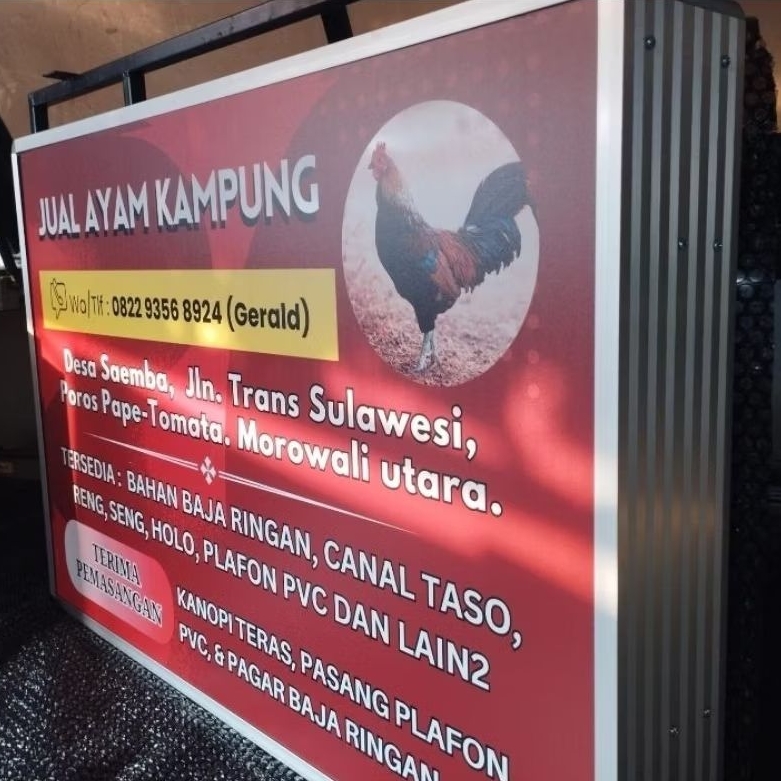 JUAL AYAM KAMPUNG
Wa/Tlf : 0822 9356 8924 (Gerald)
Desa Saemba, Jln. Trans Sulawesi,
Poros Pape-Tomata. Morowali utara.
TERSEDIA : BAHAN BAJA RINGAN, CANAL TASO,
RENG, SENG, HOLO, PLAFON PVC DAN LAIN2
TERIMA
PEMASANGAN
KANOPI TERAS, PASANG PLAFON
PVC, & PAGAR BAJA RINGAN